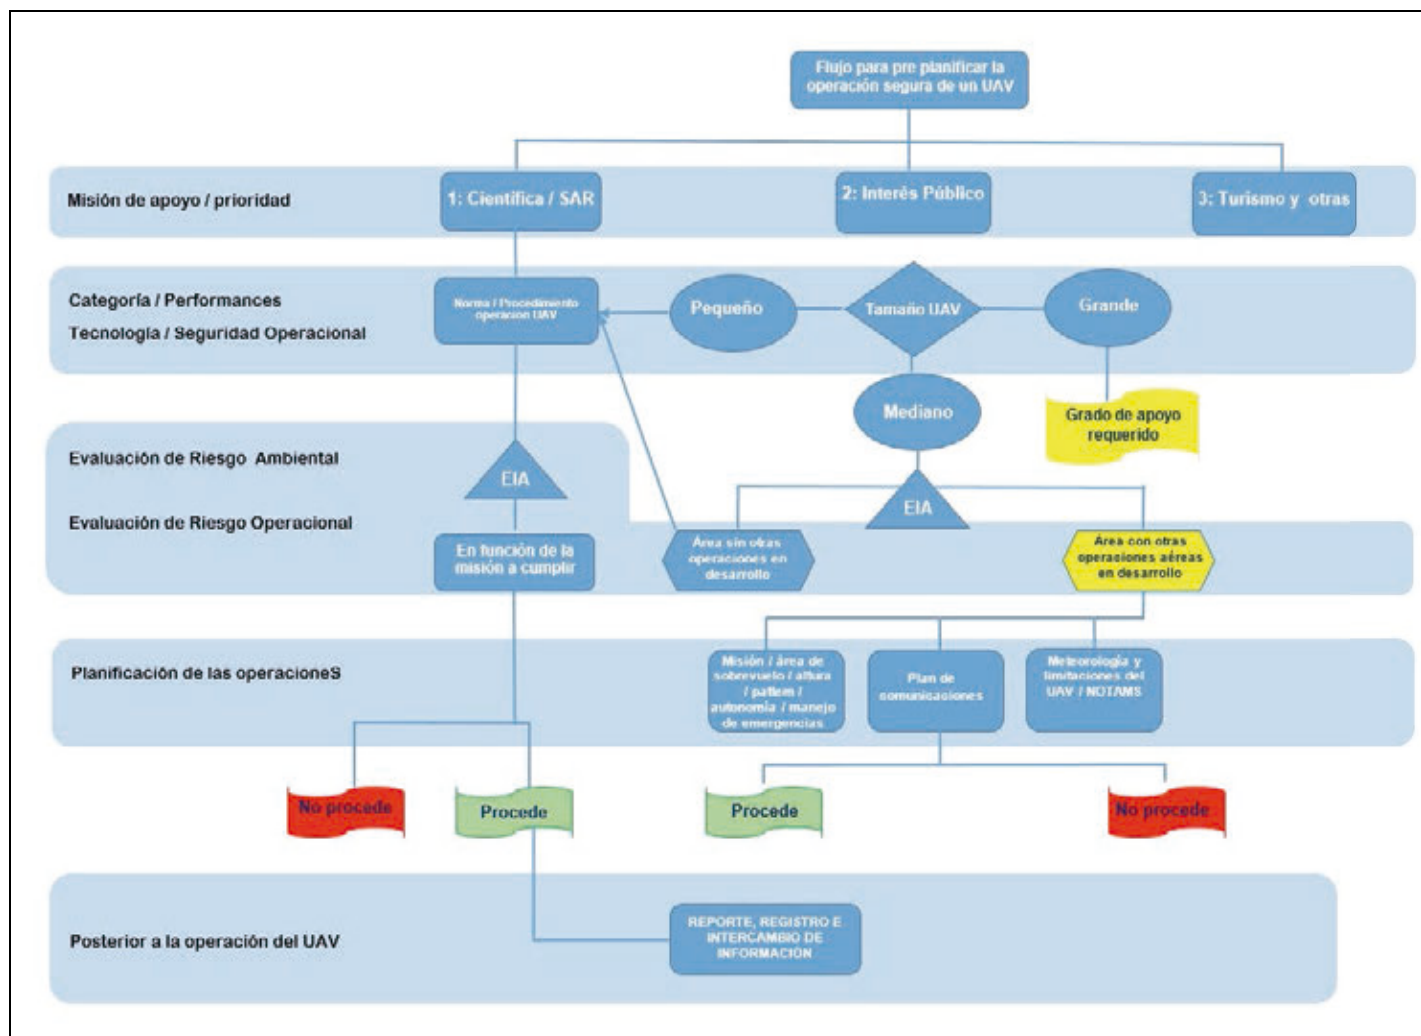 Flujo para pre planificar la
operación segura de un UAV
Misión de apoyo / prioridad
1: Científica / SAR
2: Interés Público
3: Turismo y otras
Categoría / Performances
Tecnología / Seguridad Operacional
Norma / Procedimiento
operacion UAV
Pequeño
Tamaño UAV
Grande
Mediano
Grado de apoyo
requerido
Evaluación de Riesgo Ambiental
Evaluación de Riesgo Operacional
EIA
EIA
En función de la
misión a cumplir
Área sin otras
operaciones en
desarrollo
Área con otras
operaciones aéreas
en desarrollo
Planificación de las operacioneS
Misión / área de
sobrevuelo / altura
/ pattern /
autonomía / manejo
de emergencias
Plan de
comunicaciones
Meteorología y
limitaciones del
UAV / NOTAMS
No procede
Procede
Procede
No procede
Posterior a la operación del UAV
REPORTE, REGISTRO E
INTERCAMBIO DE
INFORMACIÓN